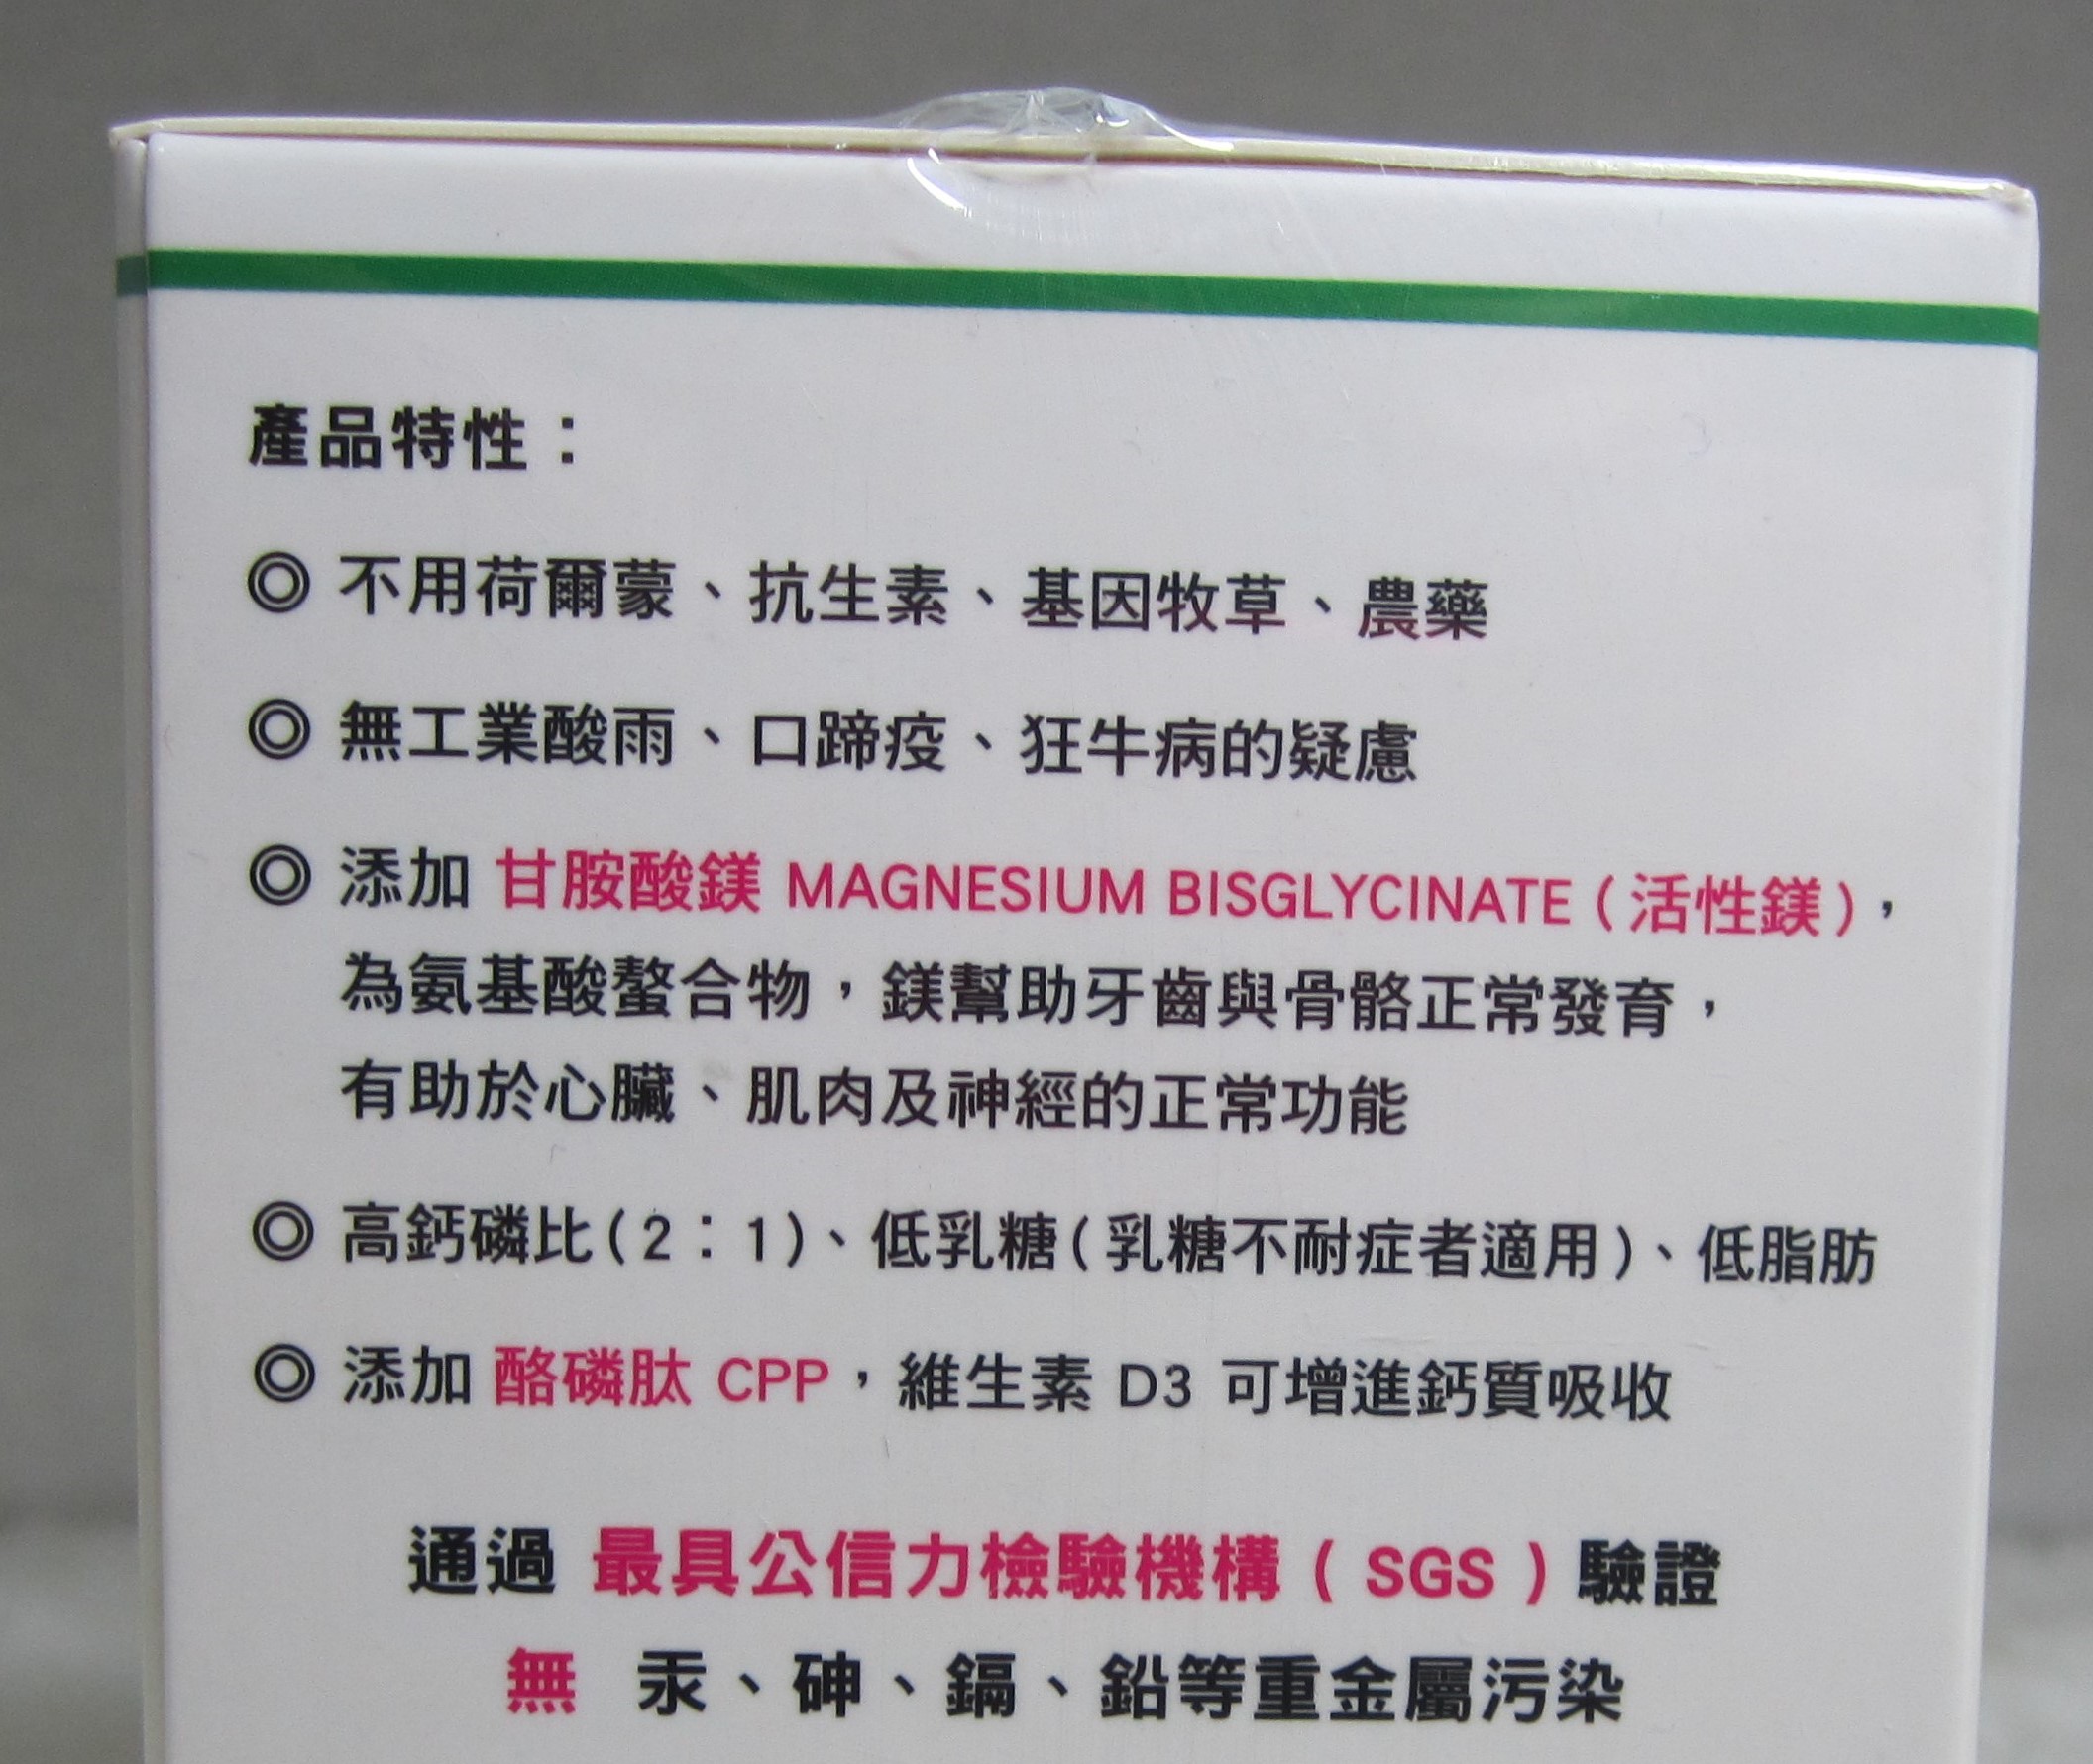 產品特性：
◎ 不用荷爾蒙、抗生素、基因牧草、農藥
◎ 無工業酸雨、口蹄疫、狂牛病的疑慮
◎ 添加 甘胺酸鎂 MAGNESIUM BISGLYCINATE（活性鎂），
為氨基酸螯合物，鎂幫助牙齒與骨骼正常發育，
有助於心臟、肌肉及神經的正常功能
◎ 高鈣磷比(2：1)、低乳糖(乳糖不耐症者適用)、低脂肪
◎ 添加 酪磷肽 CPP，維生素 D3 可增進鈣質吸收
通過 最具公信力檢驗機構（SGS）驗證
無 汞、砷、鎘、鉛等重金屬污染